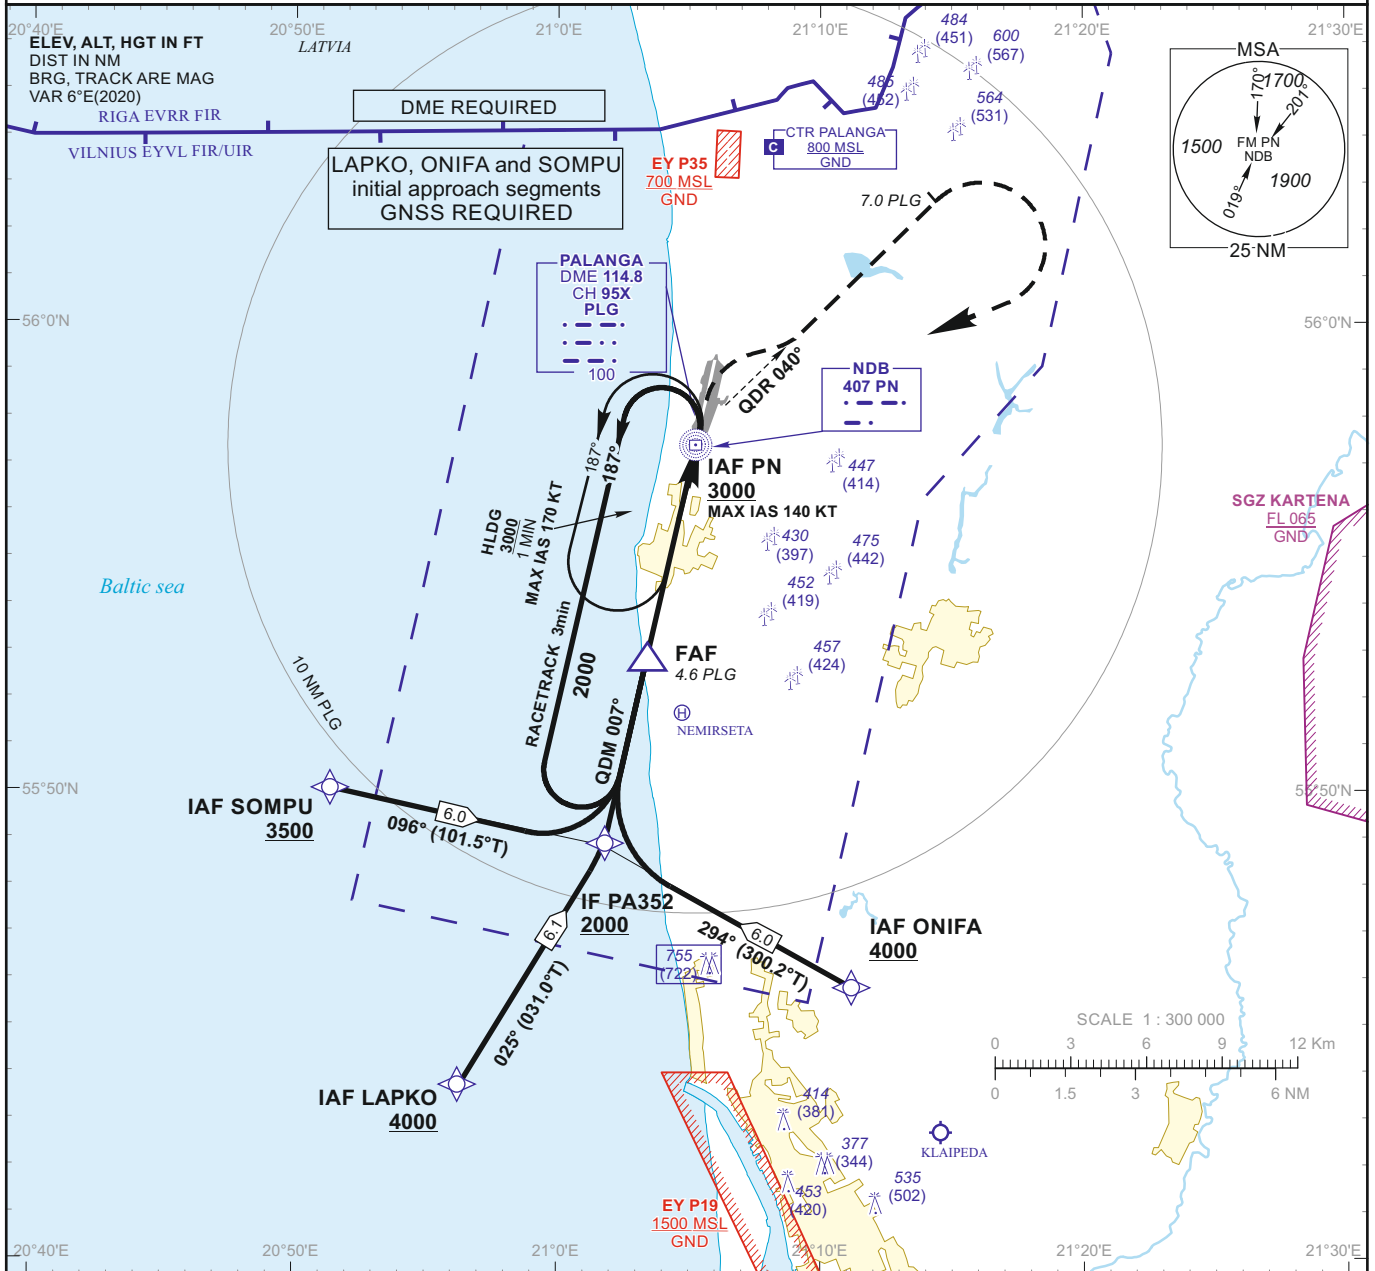 20°40'E
20°50'E
21°0'E
21°10'E
21°20'E
21°30'E
ELEV, ALT, HGT IN FT
DIST IN NM
BRG, TRACK ARE MAG
VAR 6°E(2020)
LATVIA
RIGA EVRR FIR
VILNIUS EYVL FIR/UIR
DME REQUIRED
LAPKO, ONIFA and SOMPU
initial approach segments
GNSS REQUIRED
EY P35
700 MSL
GND
C
CTR PALANGA
800 MSL
GND
484
(451)
600
(567)
485
(452)
564
(531)
MSA
170°
1700
201°
1500
FM PN
NDB
019°
1900
25 NM
7.0 PLG
PALANGA
DME 114.8
CH 95X
PLG
100
56°0'N
56°0'N
QDR 040°
NDB
407 PN
187°
187°
IAF PN
3000
MAX IAS 140 KT
447
(414)
HLDG
3000
1 MIN
MAX IAS 170 KT
430
(397)
475
(442)
452
(419)
457
(424)
SGZ KARTENA
FL 065
GND
Baltic sea
RACETRACK 3min
2000
FAF
4.6 PLG
H
NEMIRSETA
10 NM PLG
QDM 007°
55°50'N
55°50'N
IAF SOMPU
3500
6.0
096° (101.5°T)
IF PA352
2000
6.1
025° (031.0°T)
6.0
294° (300.2°T)
IAF ONIFA
4000
755
(722)
IAF LAPKO
4000
SCALE 1 : 300 000
0 3 6 9 12 Km
0 1.5 3 6 NM
414
(381)
377
(344)
453
(420)
535
(502)
KLAIPEDA
EY P19
1500 MSL
GND
20°40'E
20°50'E
21°0'E
21°10'E
21°20'E
21°30'E